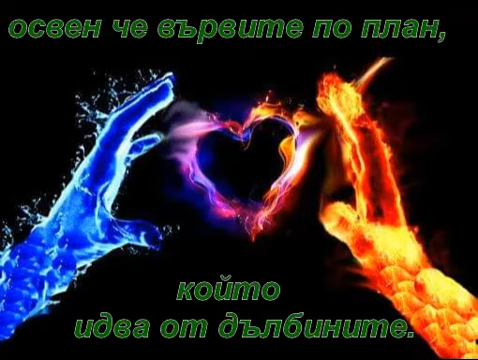 освен че вървите по план,
който
идва от дълбините.